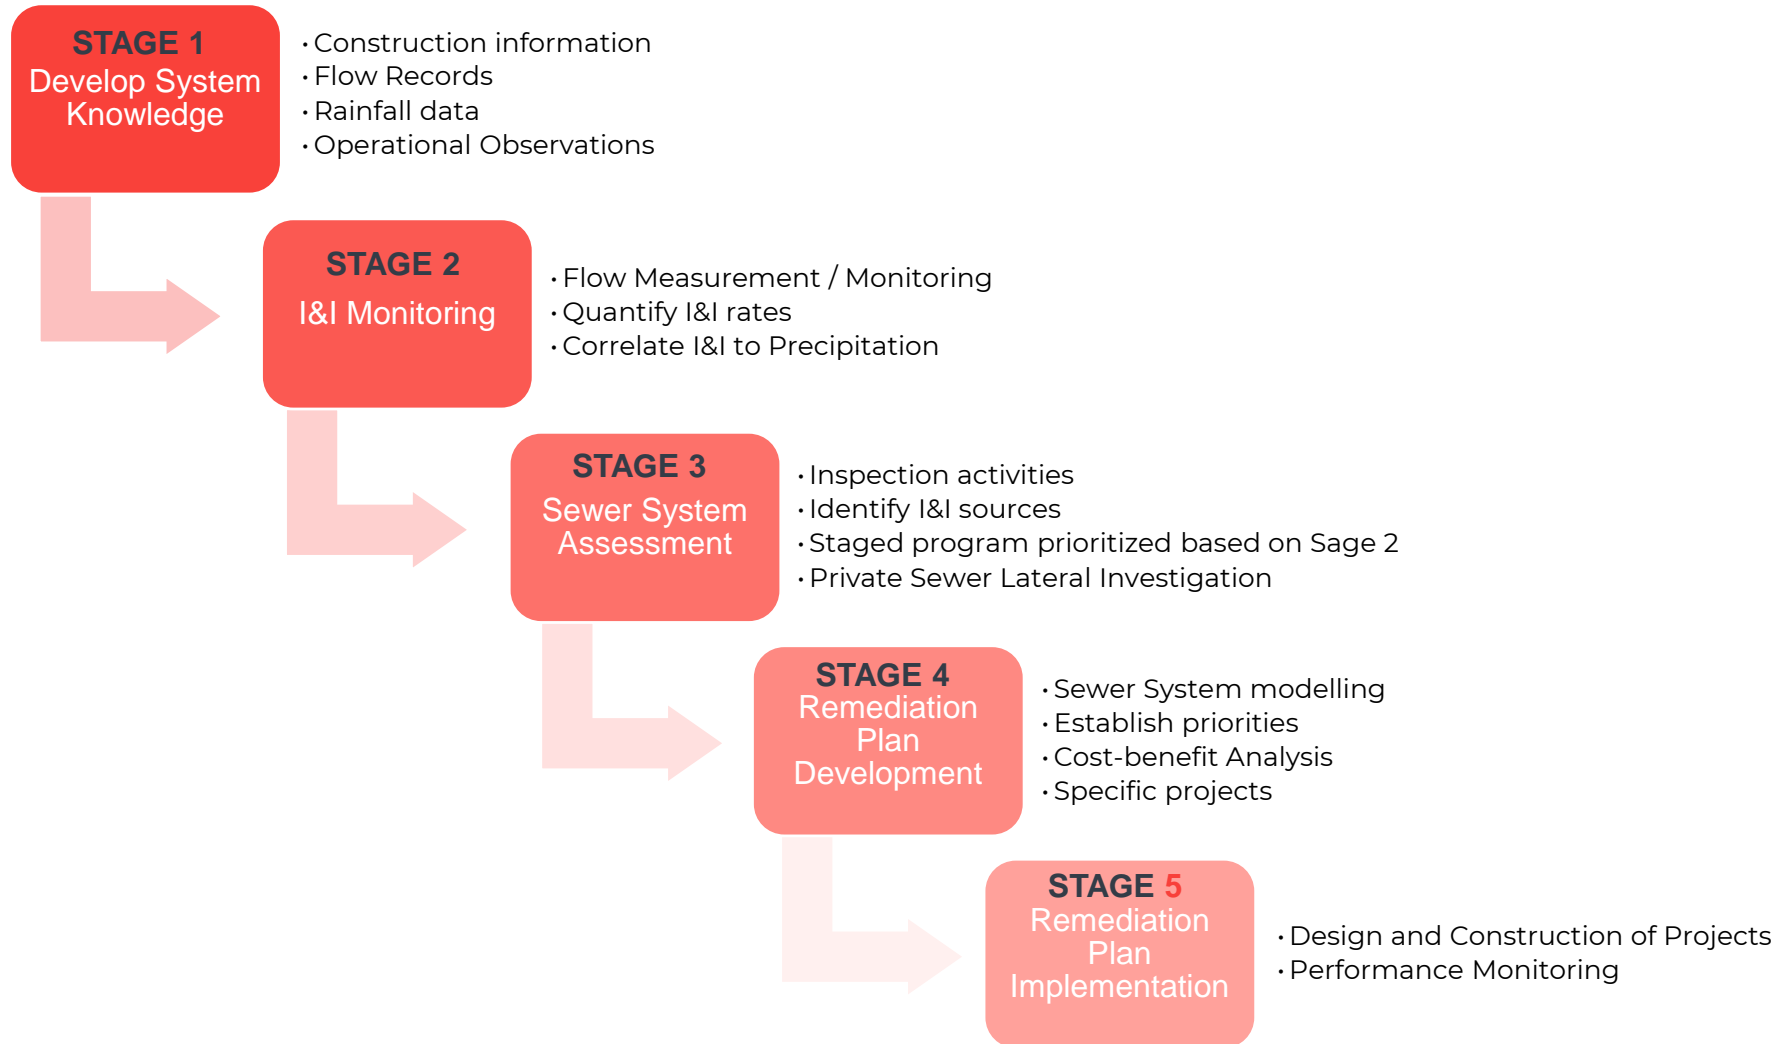 STAGE 1
Develop System
Knowledge
· Construction information
· Flow Records
· Rainfall data
· Operational Observations
STAGE 2
I&I Monitoring
· Flow Measurement / Monitoring
· Quantify I&I rates
· Correlate I&I to Precipitation
STAGE 3
Sewer System
Assessment
· Inspection activities
· Identify I&I sources
· Staged program prioritized based on Sage 2
· Private Sewer Lateral Investigation
STAGE 4
Remediation
Plan
Development
· Sewer System modelling
· Establish priorities
· Cost-benefit Analysis
· Specific projects
STAGE 5
Remediation
Plan
Implementation
· Design and Construction of Projects
· Performance Monitoring